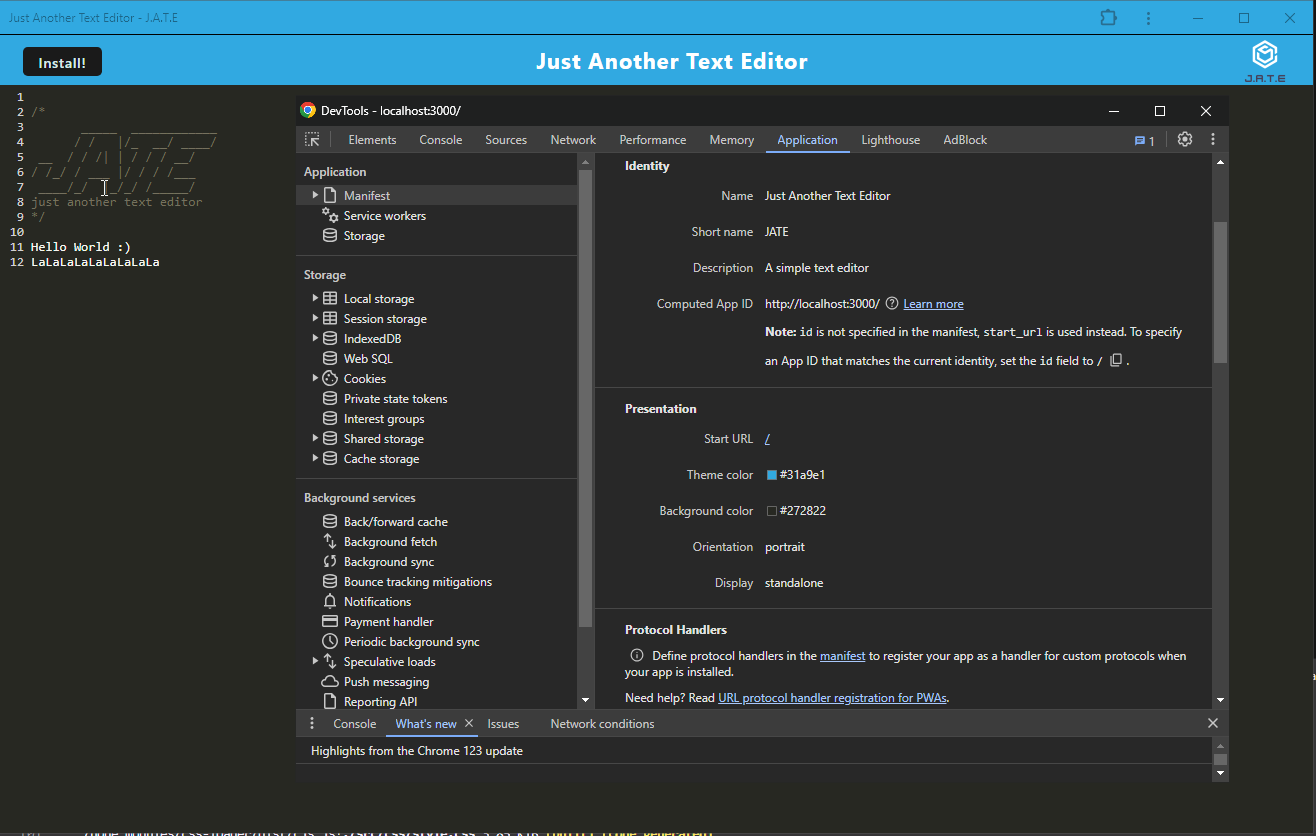 Just Another Text Editor - J.A.T.E
Install!
Just Another Text Editor
J.A.T.E
1
2 /*
3
4
5
6
7
8 just another text editor
9 */
10
11 Hello World :)
12 LaLaLaLaLaLaLaLaLa
DevTools - localhost:3000/
Elements Console Sources Network Performance Memory Application Lighthouse AdBlock 1
Application
Manifest
Service workers
Storage
Storage
Local storage
Session storage
IndexedDB
Web SQL
Cookies
Private state tokens
Interest groups
Shared storage
Cache storage
Background services
Back/forward cache
Background fetch
Background sync
Bounce tracking mitigations
Notifications
Payment handler
Periodic background sync
Speculative loads
Push messaging
Reporting API
Identity
Name Just Another Text Editor
Short name JATE
Description A simple text editor
Computed App ID http://localhost:3000/ Learn more
Note: id is not specified in the manifest, start_url is used instead. To specify
an App ID that matches the current identity, set the id field to / .
Presentation
Start URL /
Theme color #31a9e1
Background color #272822
Orientation portrait
Display standalone
Protocol Handlers
Define protocol handlers in the manifest to register your app as a handler for custom protocols when
your app is installed.
Need help? Read URL protocol handler registration for PWAs.
Console What's new Issues Network conditions
Highlights from the Chrome 123 update